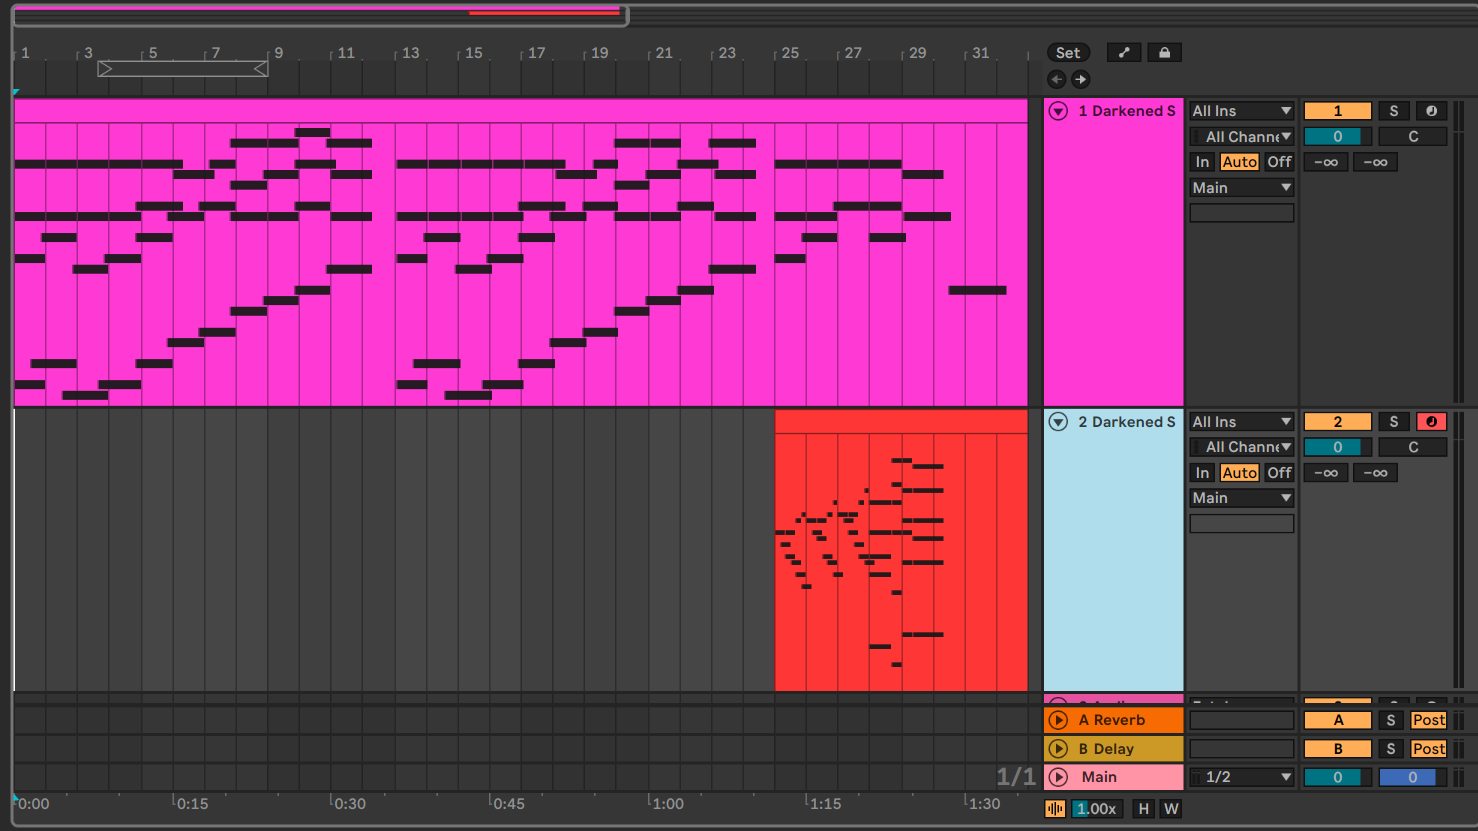 1 3 5 7 9 11 13 15 17 19 21 23 25 27 29 31 Set
1 Darkened S All Ins 1 S
All Channe 0 C
In Auto Off -∞ -∞
Main
2 Darkened S All Ins 2 S
All Channe 0 C
In Auto Off -∞ -∞
Main
A Reverb A S Post
B Delay B S Post
1/1 Main 1/2 0 0
0:00 0:15 0:30 0:45 1:00 1:15 1:30 1.00x H W